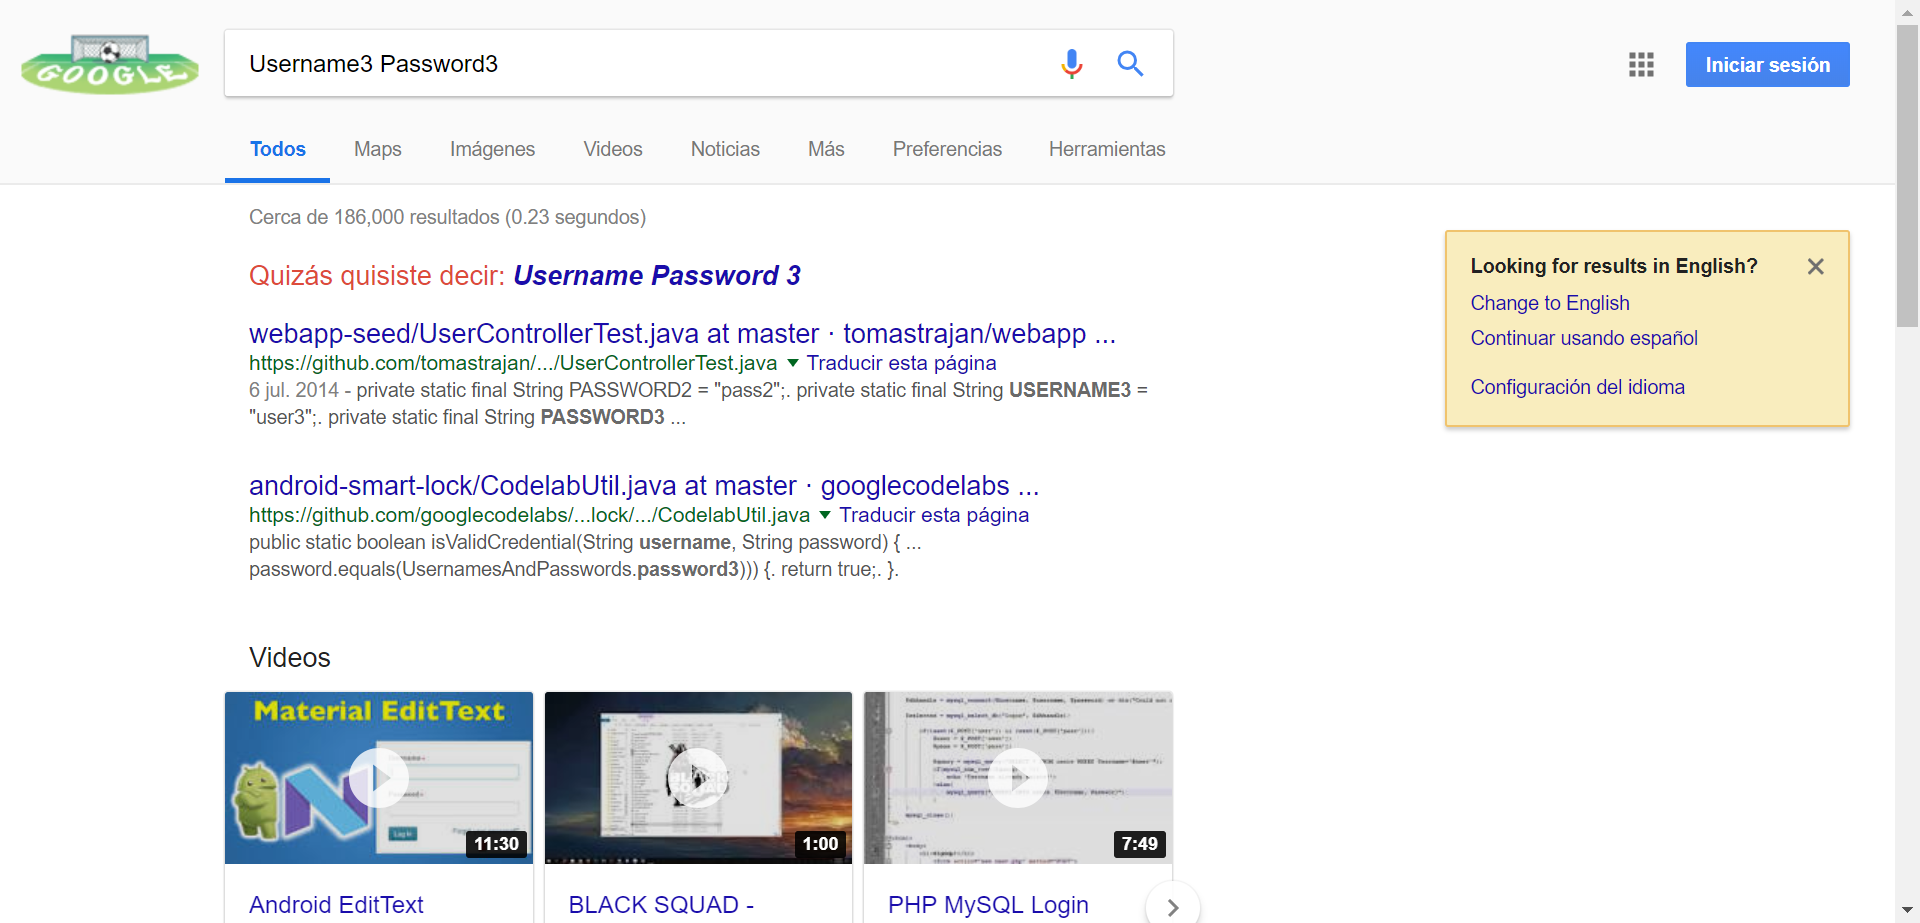 GOOGLE
Username3 Password3
Iniciar sesión
Todos Maps Imágenes Videos Noticias Más Preferencias Herramientas
Cerca de 186,000 resultados (0.23 segundos)
Quizás quisiste decir: Username Password 3
webapp-seed/UserControllerTest.java at master · tomastrajan/webapp ...
https://github.com/tomastrajan/.../UserControllerTest.java ▼ Traducir esta página
6 jul. 2014 - private static final String PASSWORD2 = "pass2";. private static final String USERNAME3 =
"user3";. private static final String PASSWORD3 ...
android-smart-lock/CodelabUtil.java at master · googlecodelabs ...
https://github.com/googlecodelabs/...lock/.../CodelabUtil.java ▼ Traducir esta página
public static boolean isValidCredential(String username, String password) { ...
password.equals(UsernamesAndPasswords.password3))) {. return true;. }.
Looking for results in English?
Change to English
Continuar usando español
Configuración del idioma
Videos
Material EditText
11:30
Android EditText
BLACK SQUAD
1:00
BLACK SQUAD -
7:49
PHP MySQL Login